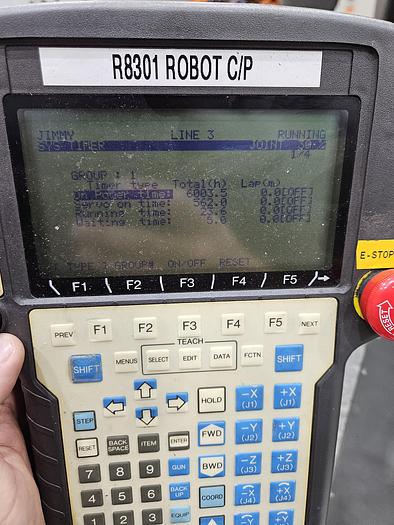 R8301 ROBOT C/P
JIMMY LINE 3 RUNNING
SYS TIMER JOINT 30 %
1/4
GROUP : 1
Timer type Total(h) Lap(m)
On Power time: 6003.5 0.0[OFF]
Servo on time: 562.0 0.0[OFF]
Running time: 23.6 0.0[OFF]
Waiting time: 5.0 0.0[OFF]
[ TYPE ] GROUP# ON/OFF RESET
F1 F2 F3 F4 F5
E-STOP
RESET
PREV F1 F2 F3 F4 F5 NEXT
TEACH
SHIFT MENUS SELECT EDIT DATA FCTN SHIFT
HOLD -X (J1) +X (J1)
STEP
FWD -Y (J2) +Y (J2)
RESET BACK SPACE ITEM ENTER
BWD -Z (J3) +Z (J3)
7 8 9 GUN
4 5 6 BACK UP COORD -X (J4) +X (J4)
1 2 3 EQUIP